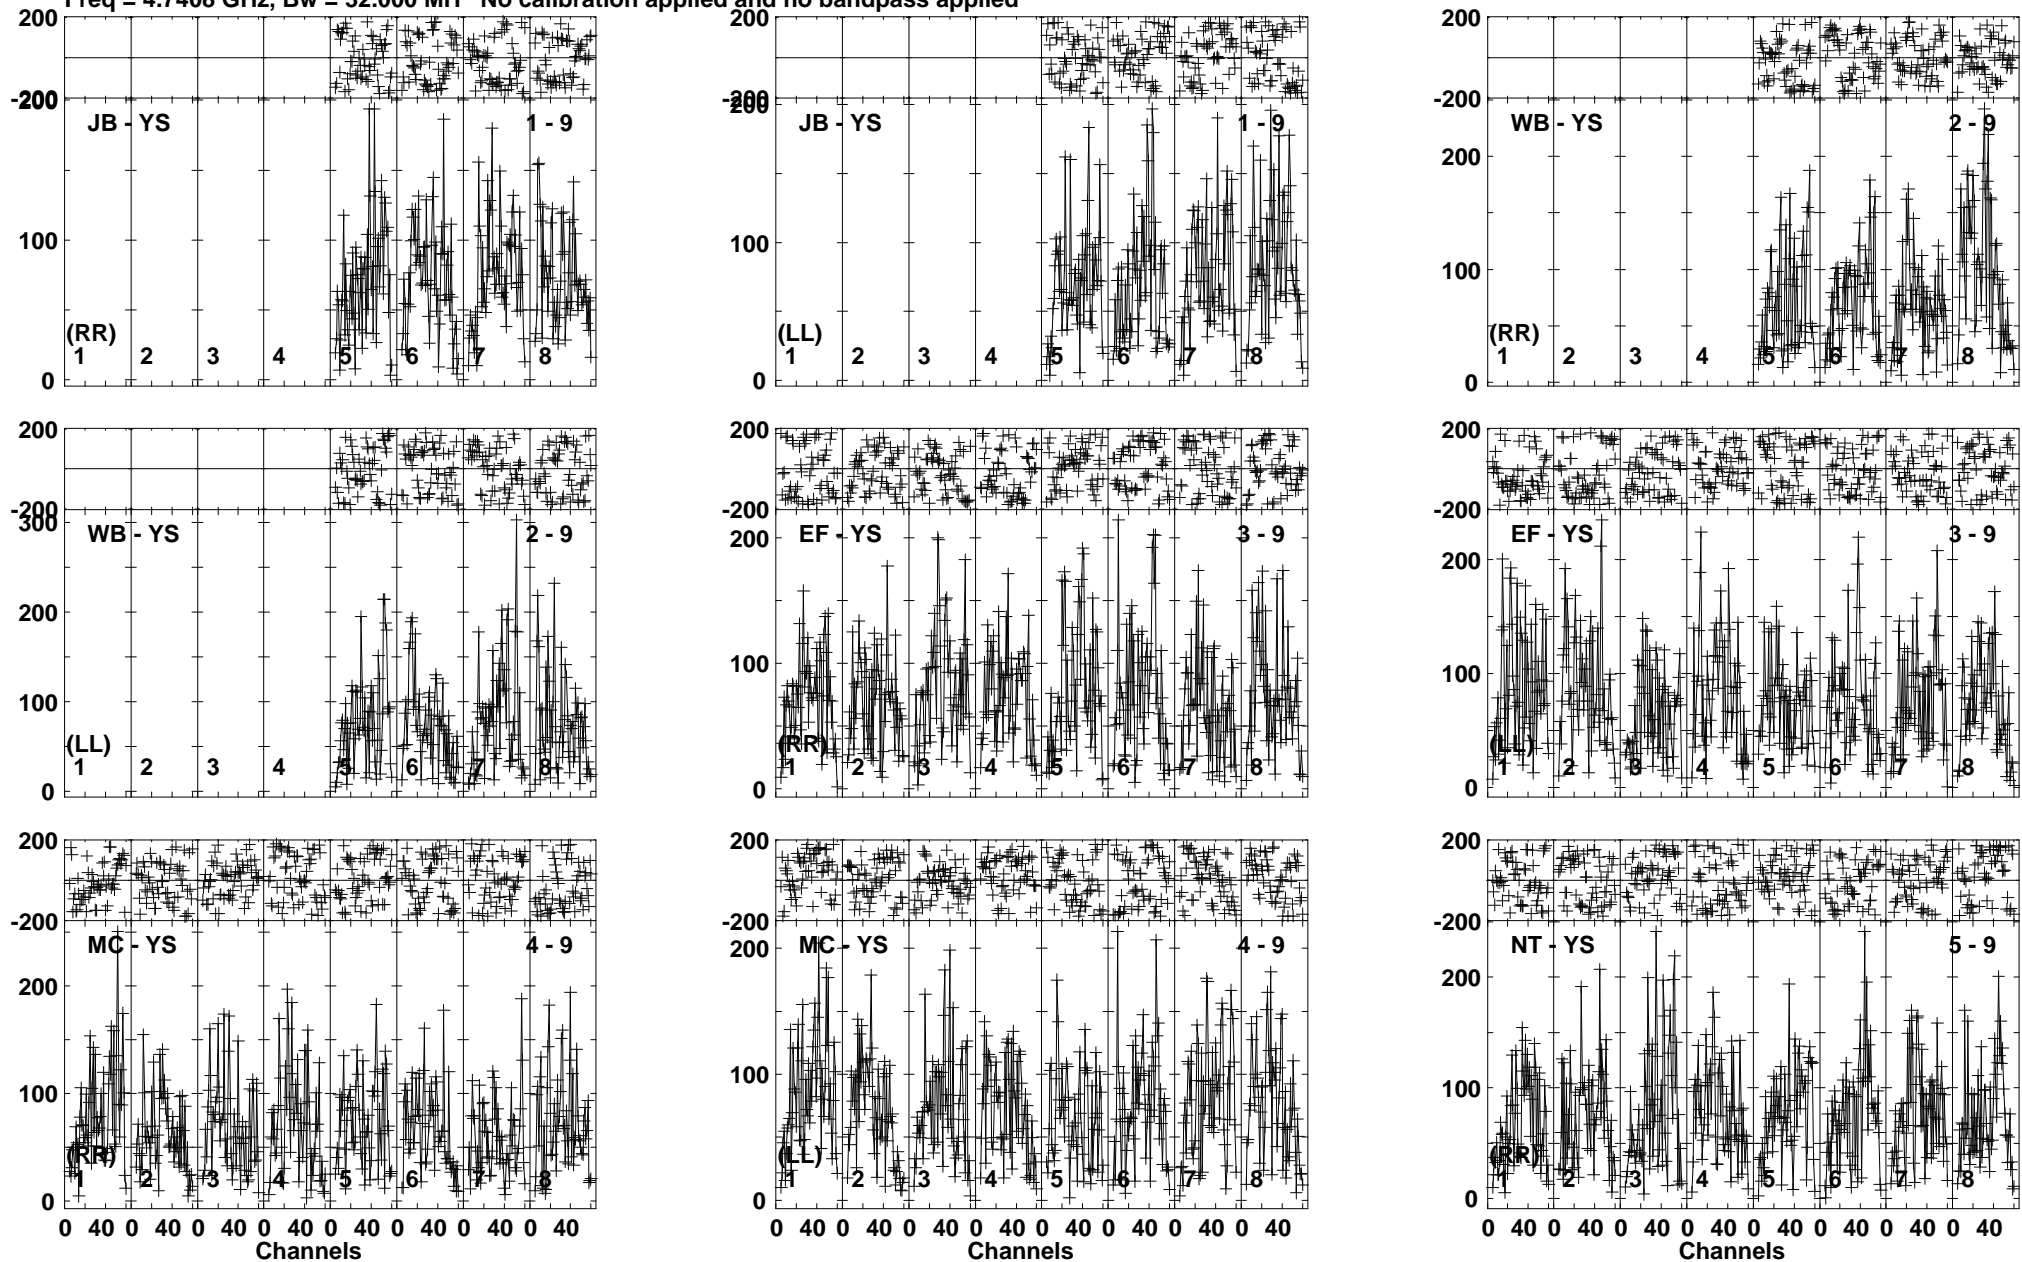 Freq = 4.7408 GHz, Bw = 32.000 MH No calibration applied and no bandpass applied
200 200 200
-200 -200 -200
200 200
JB - YS 1 - 9 JB - YS 1 - 9 WB - YS 2 - 9
200
100 100 100
(RR) (LL) (RR)
1 2 3 4 5 6 7 8 1 2 3 4 5 6 7 8 1 2 3 4 5 6 7 8
0 0 0
200 200 200
-200 -200 -200
300
WB - YS 2 - 9 EF - YS 3 - 9 EF - YS 3 - 9
200 200 200
100 100 100
(LL) (RR) (LL)
1 2 3 4 5 6 7 8 1 2 3 4 5 6 7 8 1 2 3 4 5 6 7 8
0 0 0
200 200 200
-200 -200 -200
MC - YS 4 - 9 MC - YS 4 - 9 NT - YS 5 - 9
200 200 200
100 100 100
(RR) (LL) (RR)
1 2 3 4 5 6 7 8 1 2 3 4 5 6 7 8 1 2 3 4 5 6 7 8
0 0 0
0 40 0 40 0 40 0 40 0 40 0 40 0 40 0 40 0 40 0 40 0 40 0 40 0 40 0 40 0 40 0 40 0 40 0 40 0 40 0 40 0 40 0 40 0 40 0 40
Channels Channels